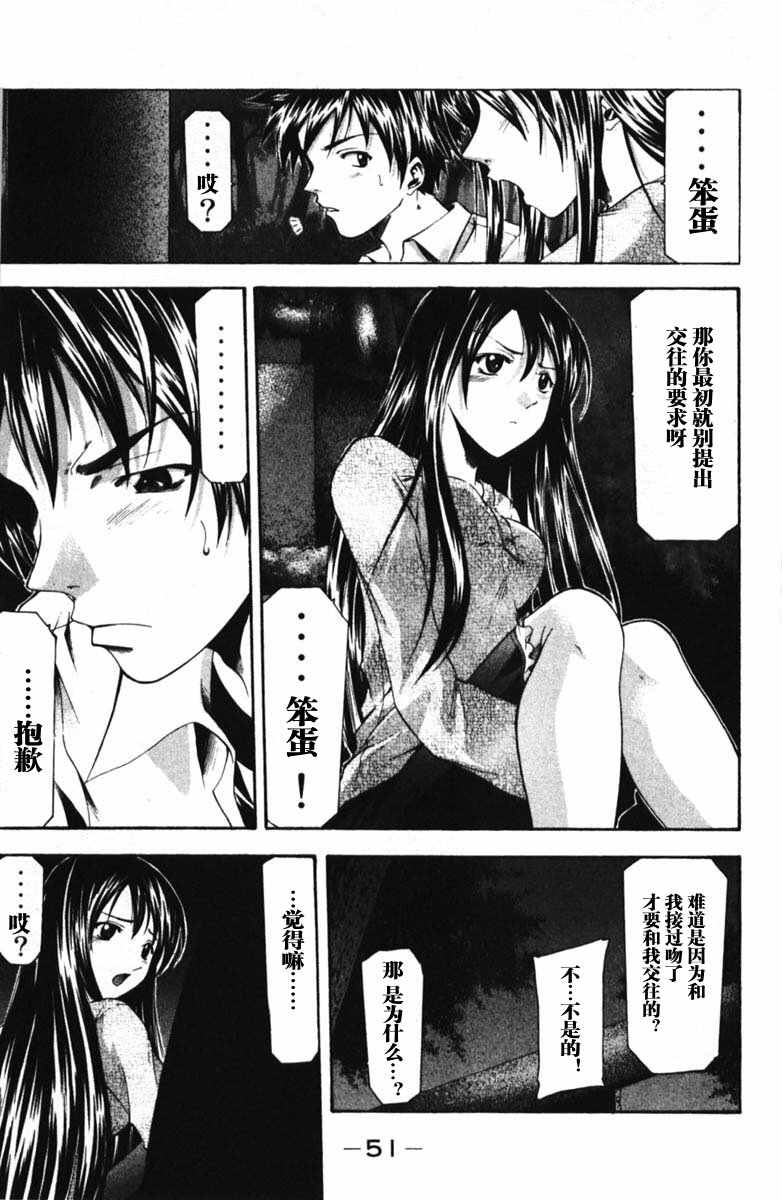 ····笨蛋
····哎？
那你最初就别提出
交往的要求呀
····笨蛋！
·········
……抱歉
难道是因为和
我接过吻了
才要和我交往的？
不…不是的！
那 是为什么…？
…觉得嘛……
····哎？
—51—